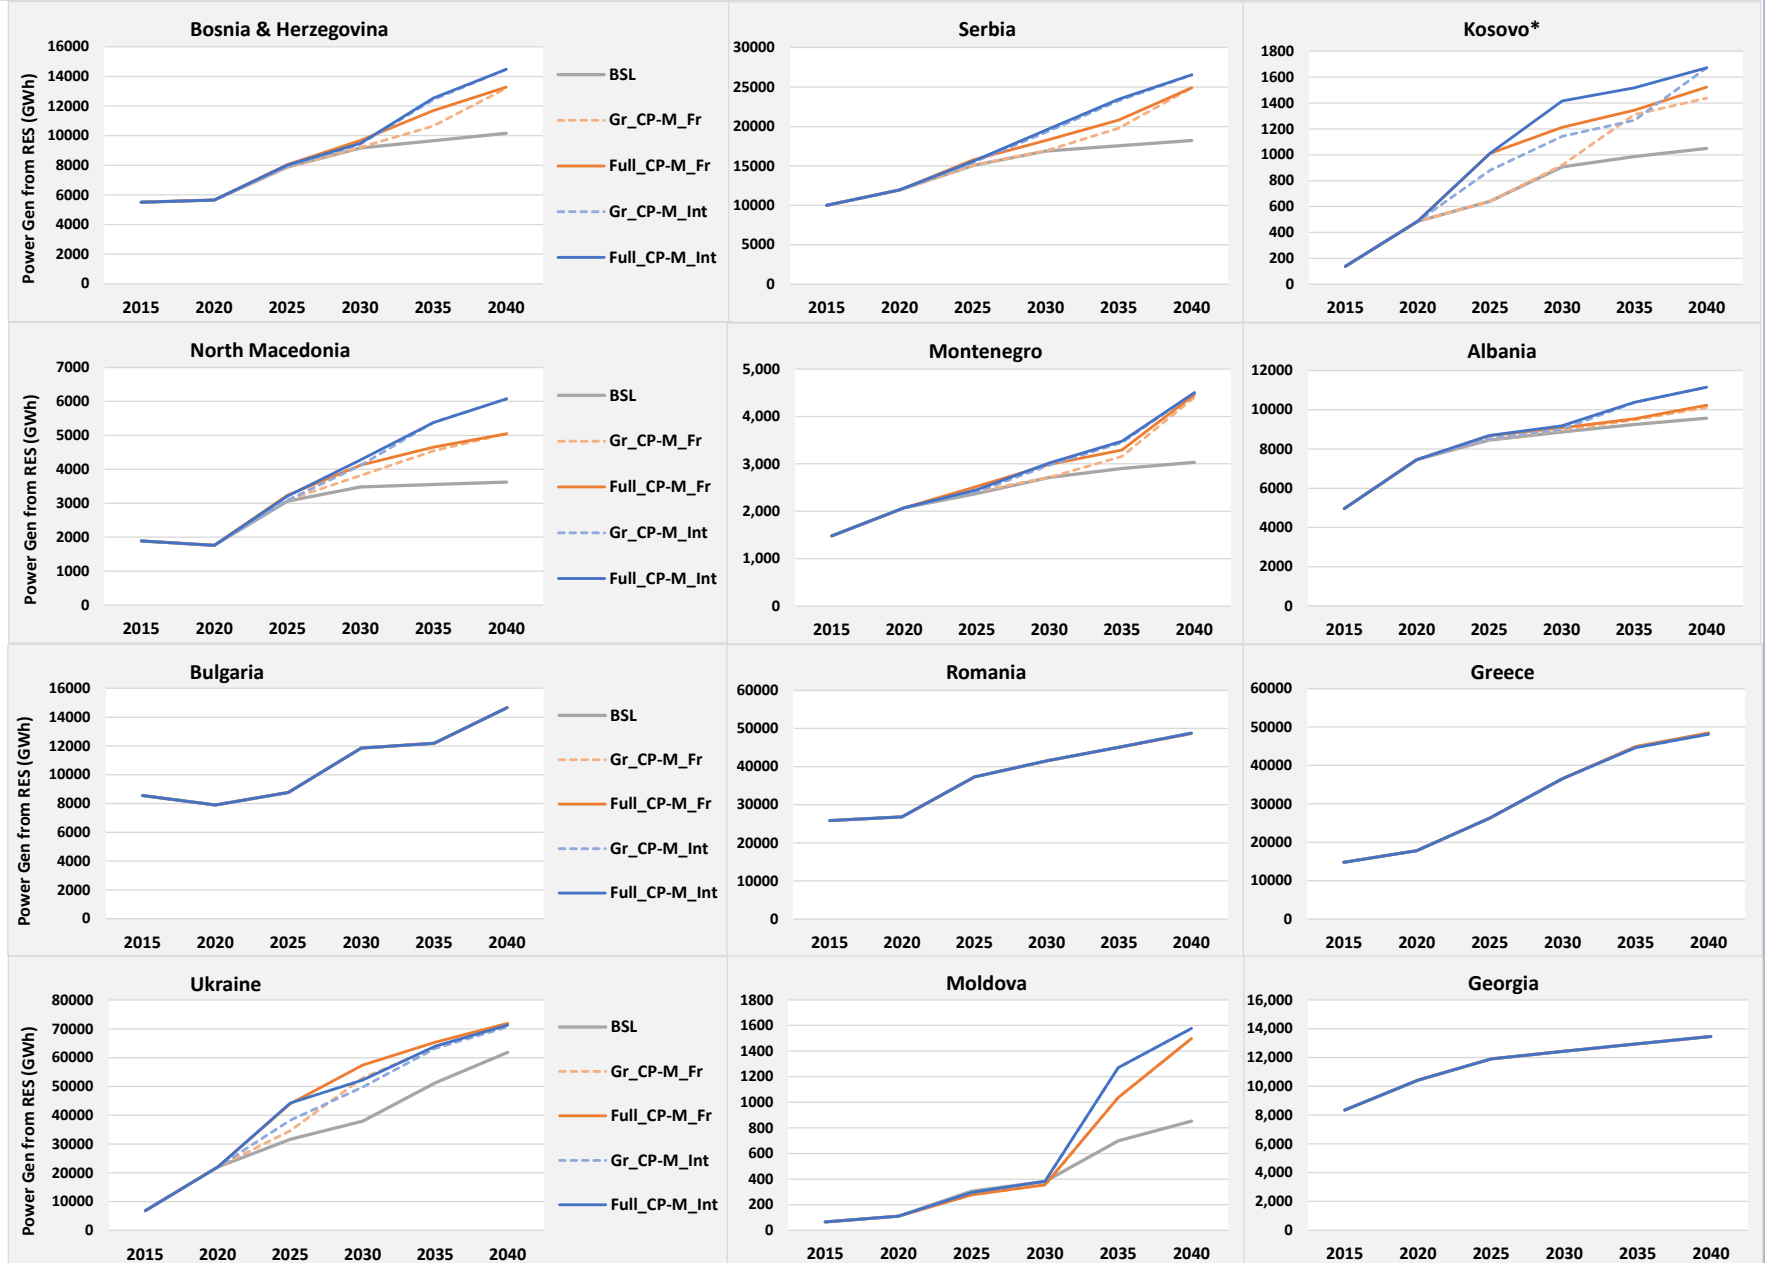 Bosnia & Herzegovina
Power Gen from RES (GWh)
16000
14000
12000
10000
8000
6000
4000
2000
0
2015 2020 2025 2030 2035 2040
BSL
Gr_CP-M_Fr
Full_CP-M_Fr
Gr_CP-M_Int
Full_CP-M_Int
Serbia
30000
25000
20000
15000
10000
5000
0
2015 2020 2025 2030 2035 2040
Kosovo*
1800
1600
1400
1200
1000
800
600
400
200
0
2015 2020 2025 2030 2035 2040
North Macedonia
Power Gen from RES (GWh)
7000
6000
5000
4000
3000
2000
1000
0
2015 2020 2025 2030 2035 2040
BSL
Gr_CP-M_Fr
Full_CP-M_Fr
Gr_CP-M_Int
Full_CP-M_Int
Montenegro
5,000
4,000
3,000
2,000
1,000
0
2015 2020 2025 2030 2035 2040
Albania
12000
10000
8000
6000
4000
2000
0
2015 2020 2025 2030 2035 2040
Bulgaria
Power Gen from RES (GWh)
16000
14000
12000
10000
8000
6000
4000
2000
0
2015 2020 2025 2030 2035 2040
BSL
Gr_CP-M_Fr
Full_CP-M_Fr
Gr_CP-M_Int
Full_CP-M_Int
Romania
60000
50000
40000
30000
20000
10000
0
2015 2020 2025 2030 2035 2040
Greece
60000
50000
40000
30000
20000
10000
0
2015 2020 2025 2030 2035 2040
Ukraine
Power Gen from RES (GWh)
80000
70000
60000
50000
40000
30000
20000
10000
0
2015 2020 2025 2030 2035 2040
BSL
Gr_CP-M_Fr
Full_CP-M_Fr
Gr_CP-M_Int
Full_CP-M_Int
Moldova
1800
1600
1400
1200
1000
800
600
400
200
0
2015 2020 2025 2030 2035 2040
Georgia
16,000
14,000
12,000
10,000
8,000
6,000
4,000
2,000
0
2015 2020 2025 2030 2035 2040